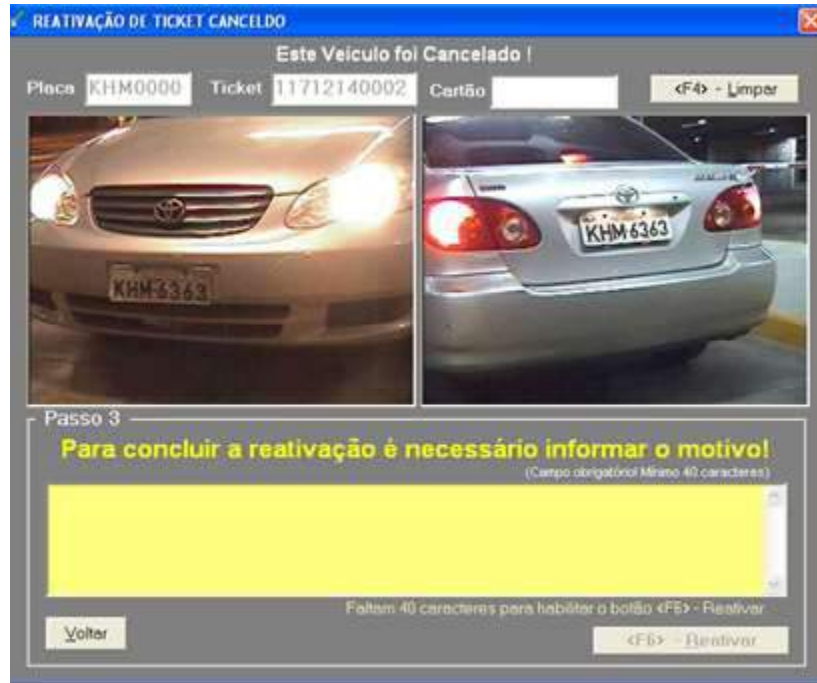 REATIVAÇÃO DE TICKET CANCELDO
Este Veiculo foi Cancelado !
Placa KHM0000 Ticket 11712140002 Cartão <F4> - Limpar
KHM-6363
KHM-6363
Passo 3
Para concluir a reativação é necessário informar o motivo!
(Campo obrigatório! Mínimo 40 caracteres)
Faltam 40 caracteres para habilitar o botão <F6> - Reativar
Voltar
<F6> - Reativar